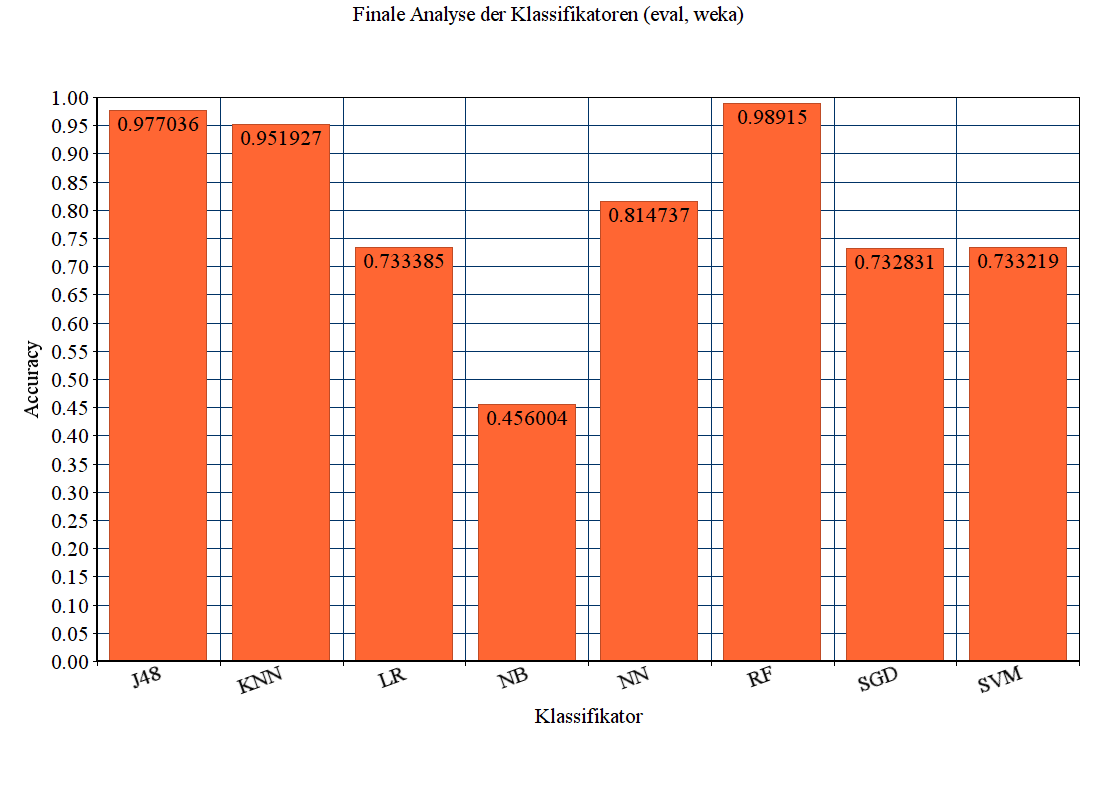 Finale Analyse der Klassifikatoren (eval, weka)
1.00
0.95
0.90
0.85
0.80
0.75
0.70
0.65
0.60
0.55
0.50
0.45
0.40
0.35
0.30
0.25
0.20
0.15
0.10
0.05
0.00
Accuracy
0.977036
0.951927
0.733385
0.456004
0.814737
0.98915
0.732831
0.733219
J48
KNN
LR
NB
NN
RF
SGD
SVM
Klassifikator